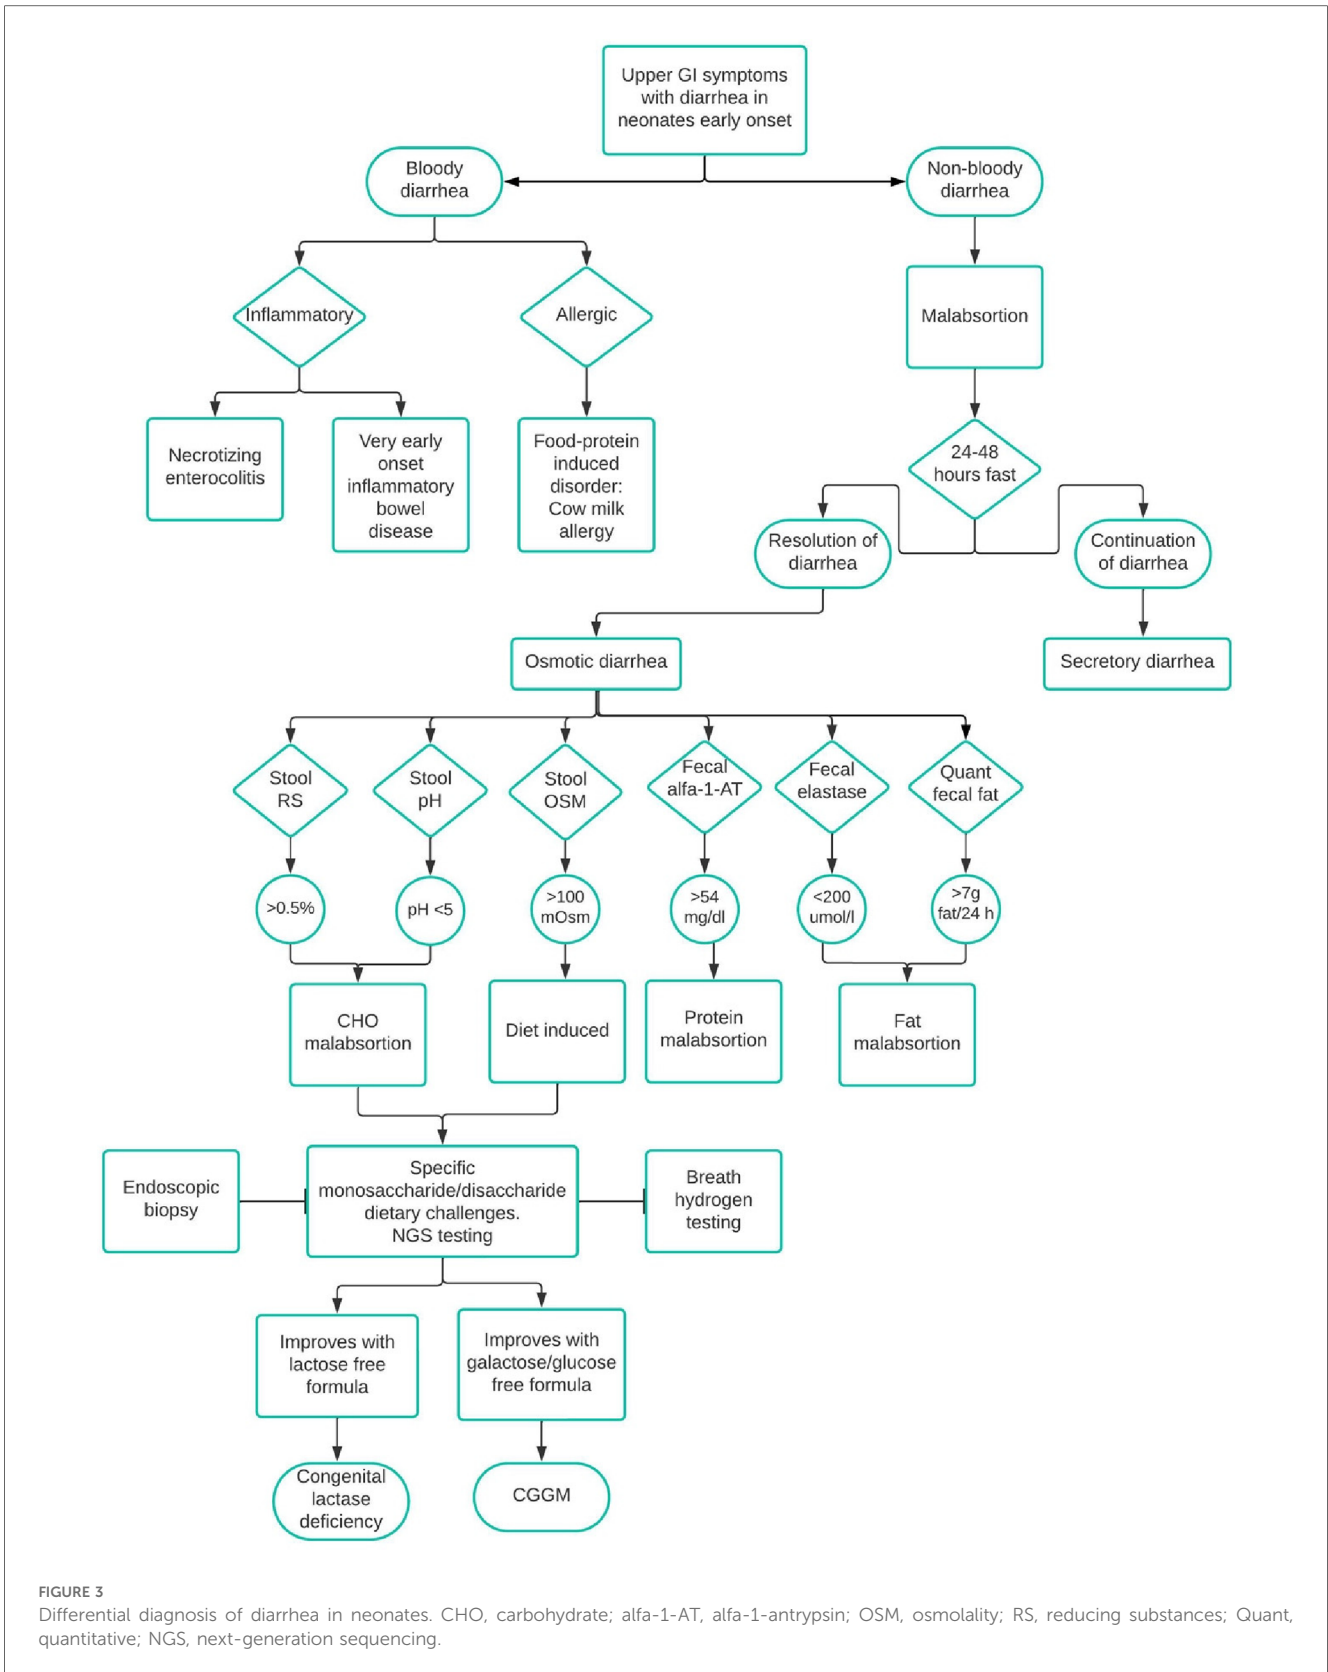 Upper GI symptoms
with diarrhea in
neonates early onset
Bloody
diarrhea
Non-bloody
diarrhea
Inflammatory
Allergic
Malabsortion
Necrotizing
enterocolitis
Very early
onset
inflammatory
bowel
disease
Food-protein
induced
disorder:
Cow milk
allergy
24-48
hours fast
Resolution of
diarrhea
Continuation
of diarrhea
Osmotic diarrhea
Secretory diarrhea
Stool
RS
Stool
pH
Stool
OSM
Fecal
alfa-1-AT
Fecal
elastase
Quant
fecal fat
>0.5%
pH <5
>100
mOsm
>54
mg/dl
<200
umol/l
>7g
fat/24 h
CHO
malabsortion
Diet induced
Protein
malabsortion
Fat
malabsortion
Endoscopic
biopsy
Specific
monosaccharide/disaccharide
dietary challenges.
NGS testing
Breath
hydrogen
testing
Improves with
lactose free
formula
Improves with
galactose/glucose
free formula
Congenital
lactase
deficiency
CGGM
FIGURE 3
Differential diagnosis of diarrhea in neonates. CHO, carbohydrate; alfa-1-AT, alfa-1-antrypsin; OSM, osmolality; RS, reducing substances; Quant,
quantitative; NGS, next-generation sequencing.